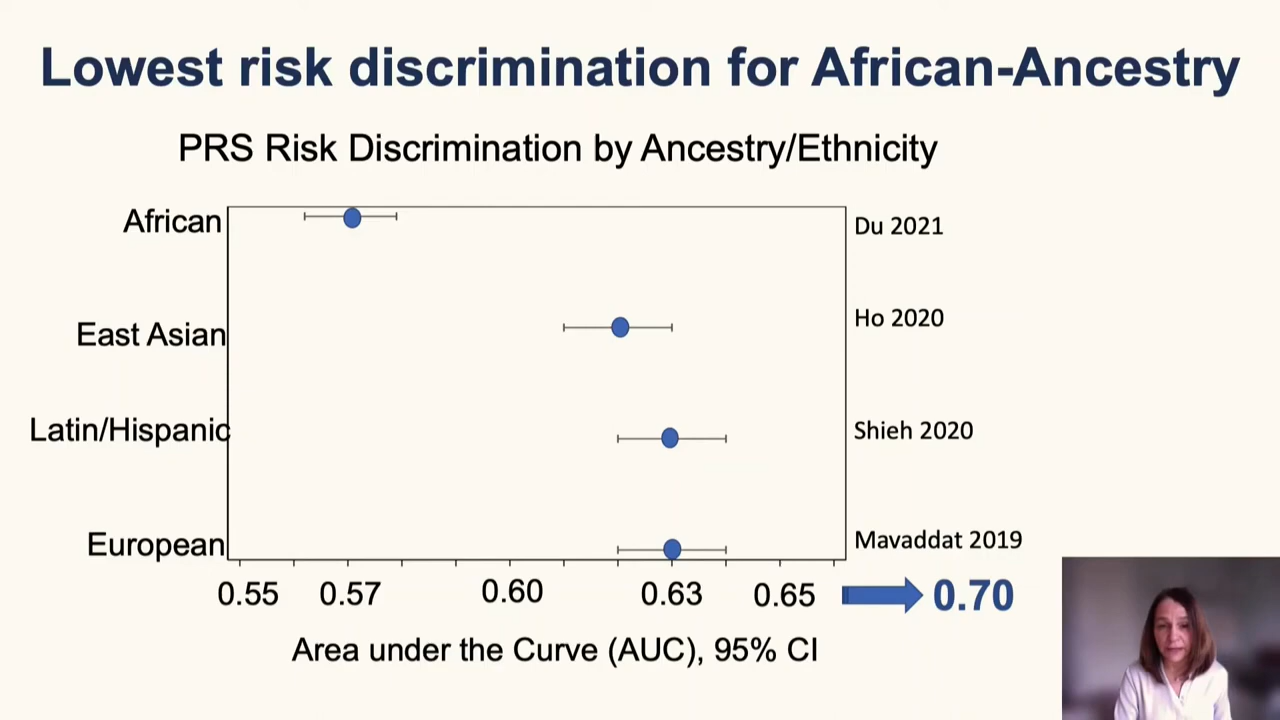 Lowest risk discrimination for African-Ancestry
PRS Risk Discrimination by Ancestry/Ethnicity
African
Du 2021
East Asian
Ho 2020
Latin/Hispanic
Shieh 2020
European
Mavaddat 2019
0.55 0.57 0.60 0.63 0.65 0.70
Area under the Curve (AUC), 95% CI